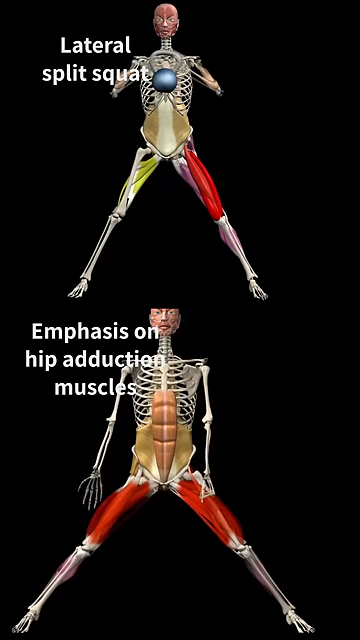 Lateral
split squat
Emphasis on
hip adduction
muscles